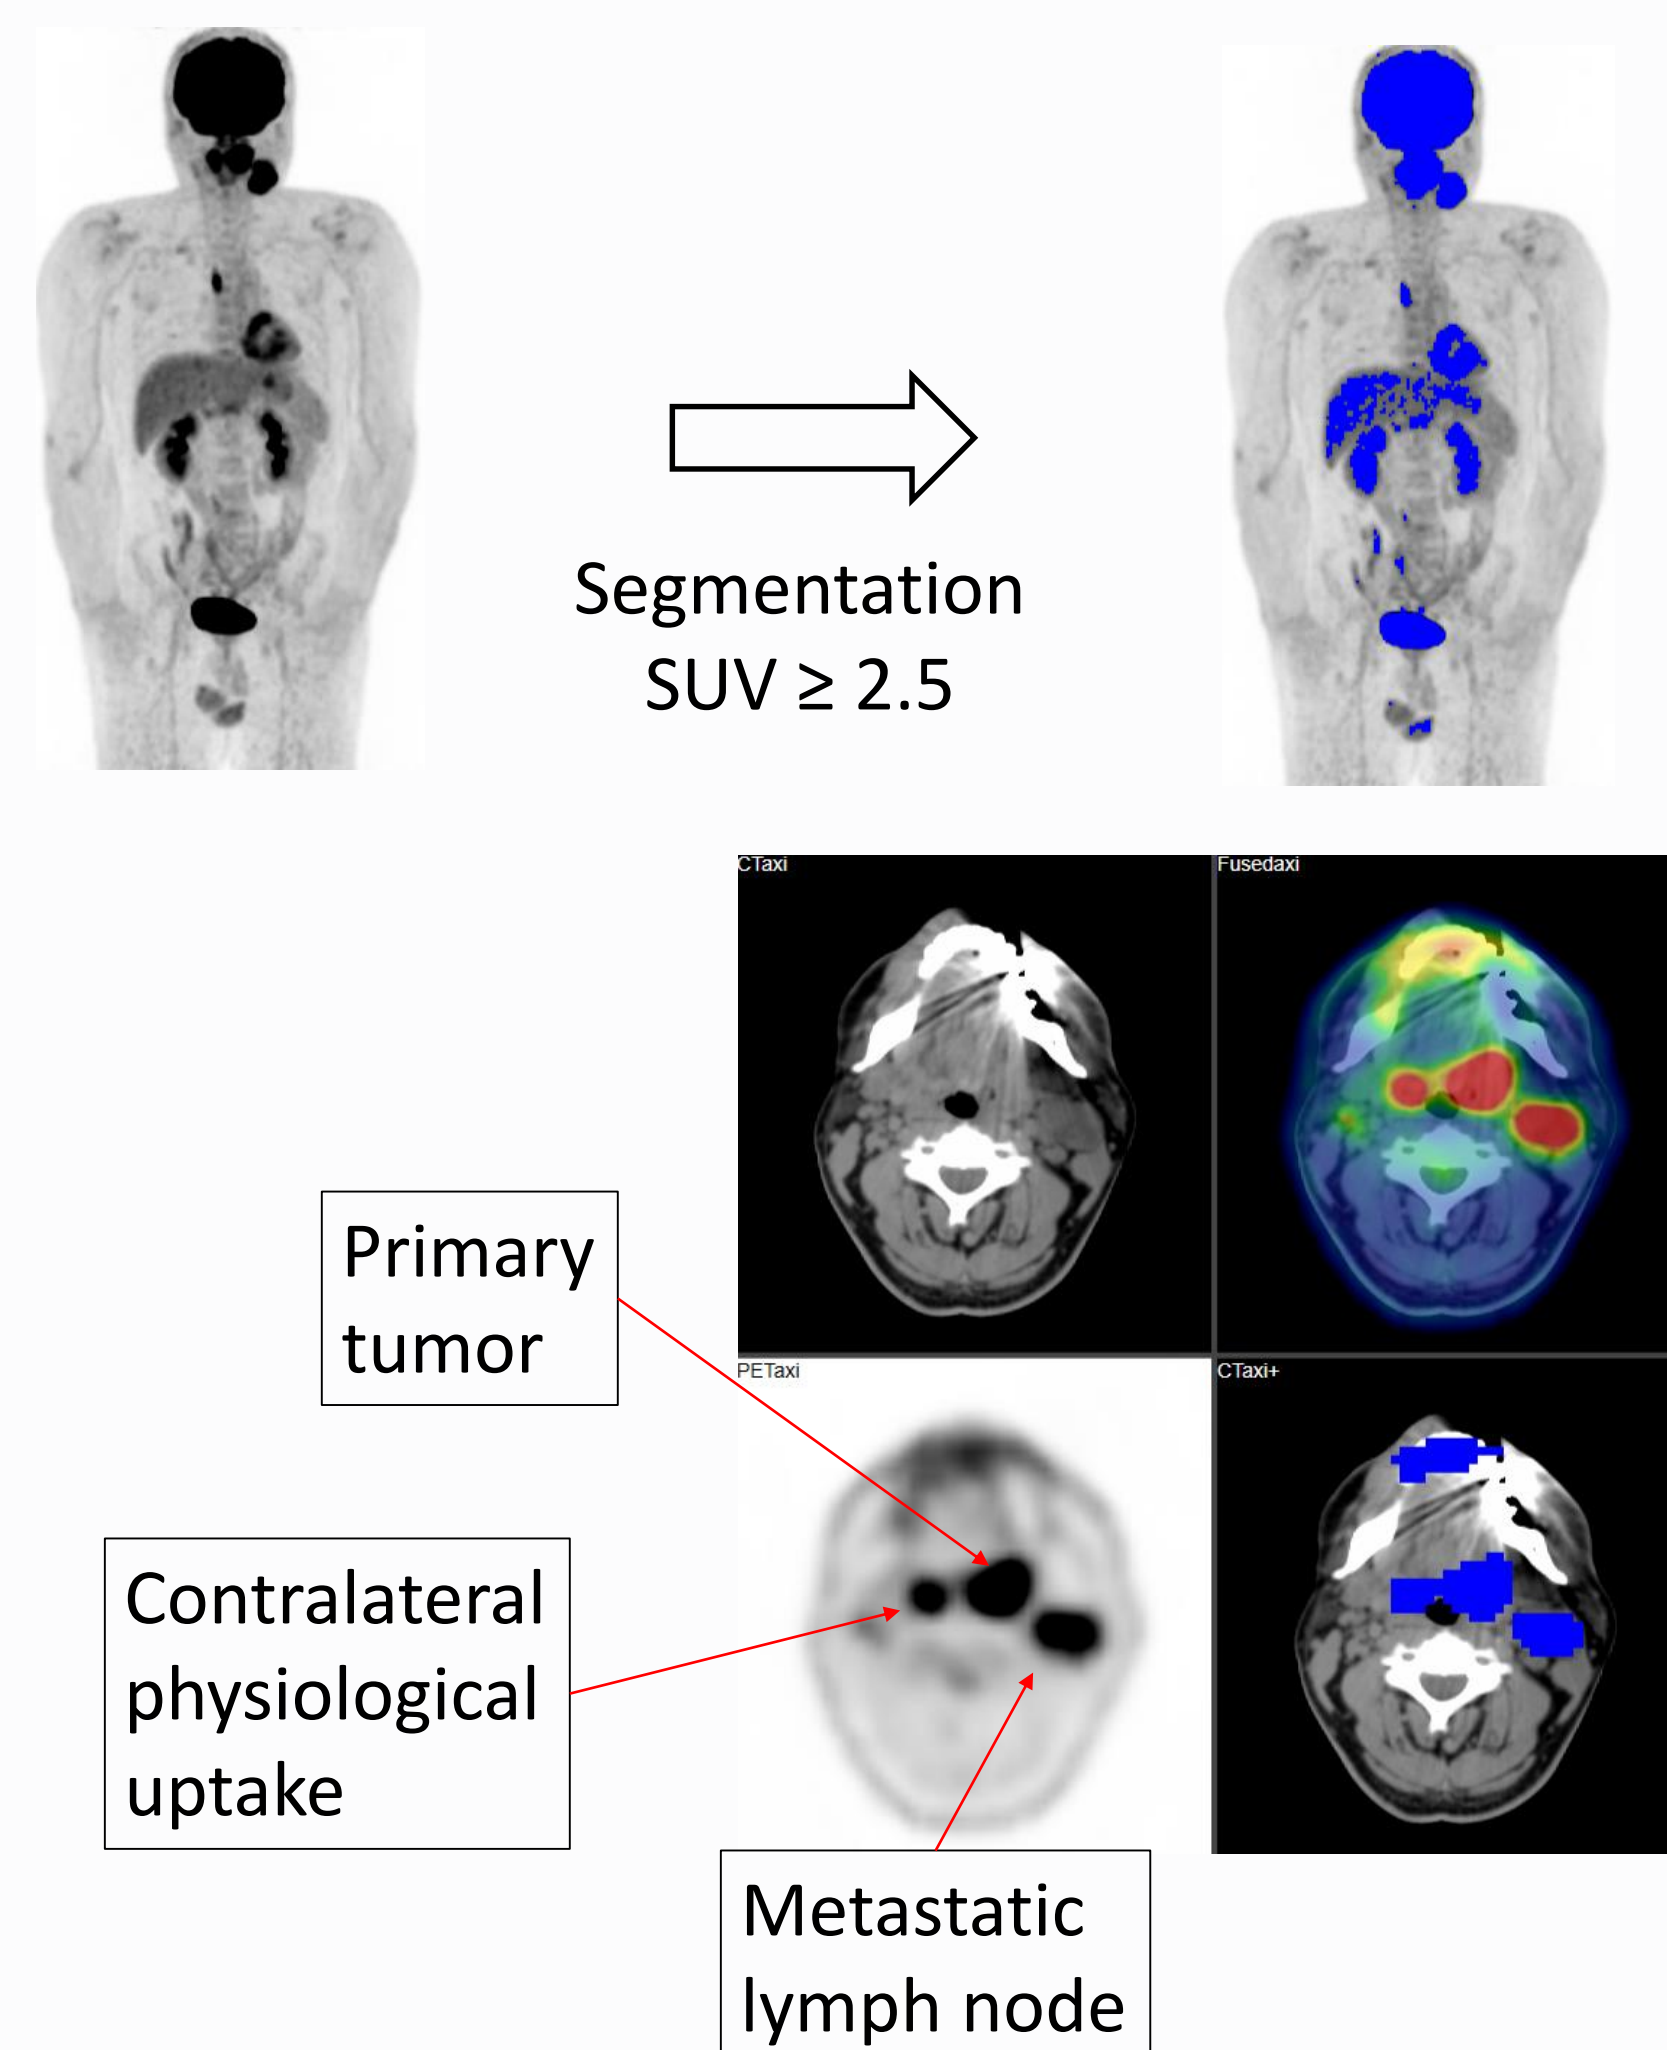 Segmentation
SUV ≥ 2.5
CTaxi
Fusedaxi
Primary
tumor
PETaxi
CTaxi+
Contralateral
physiological
uptake
Metastatic
lymph node